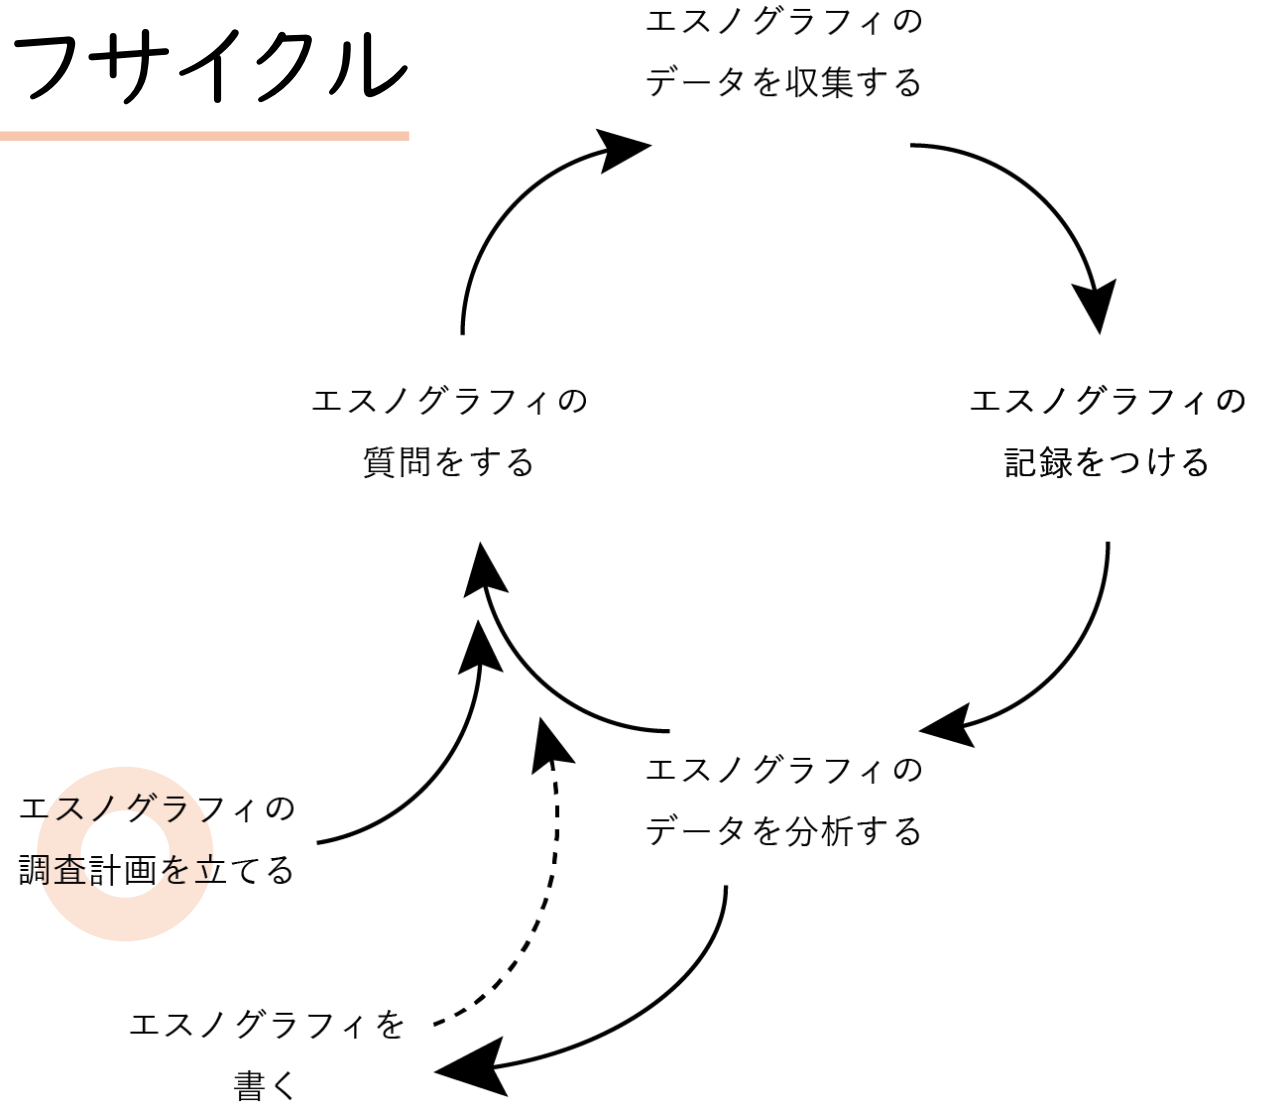 フサイクル
エスノグラフィの
データを収集する
エスノグラフィの
質問をする
エスノグラフィの
記録をつける
エスノグラフィの
データを分析する
エスノグラフィの
調査計画を立てる
エスノグラフィを
書く